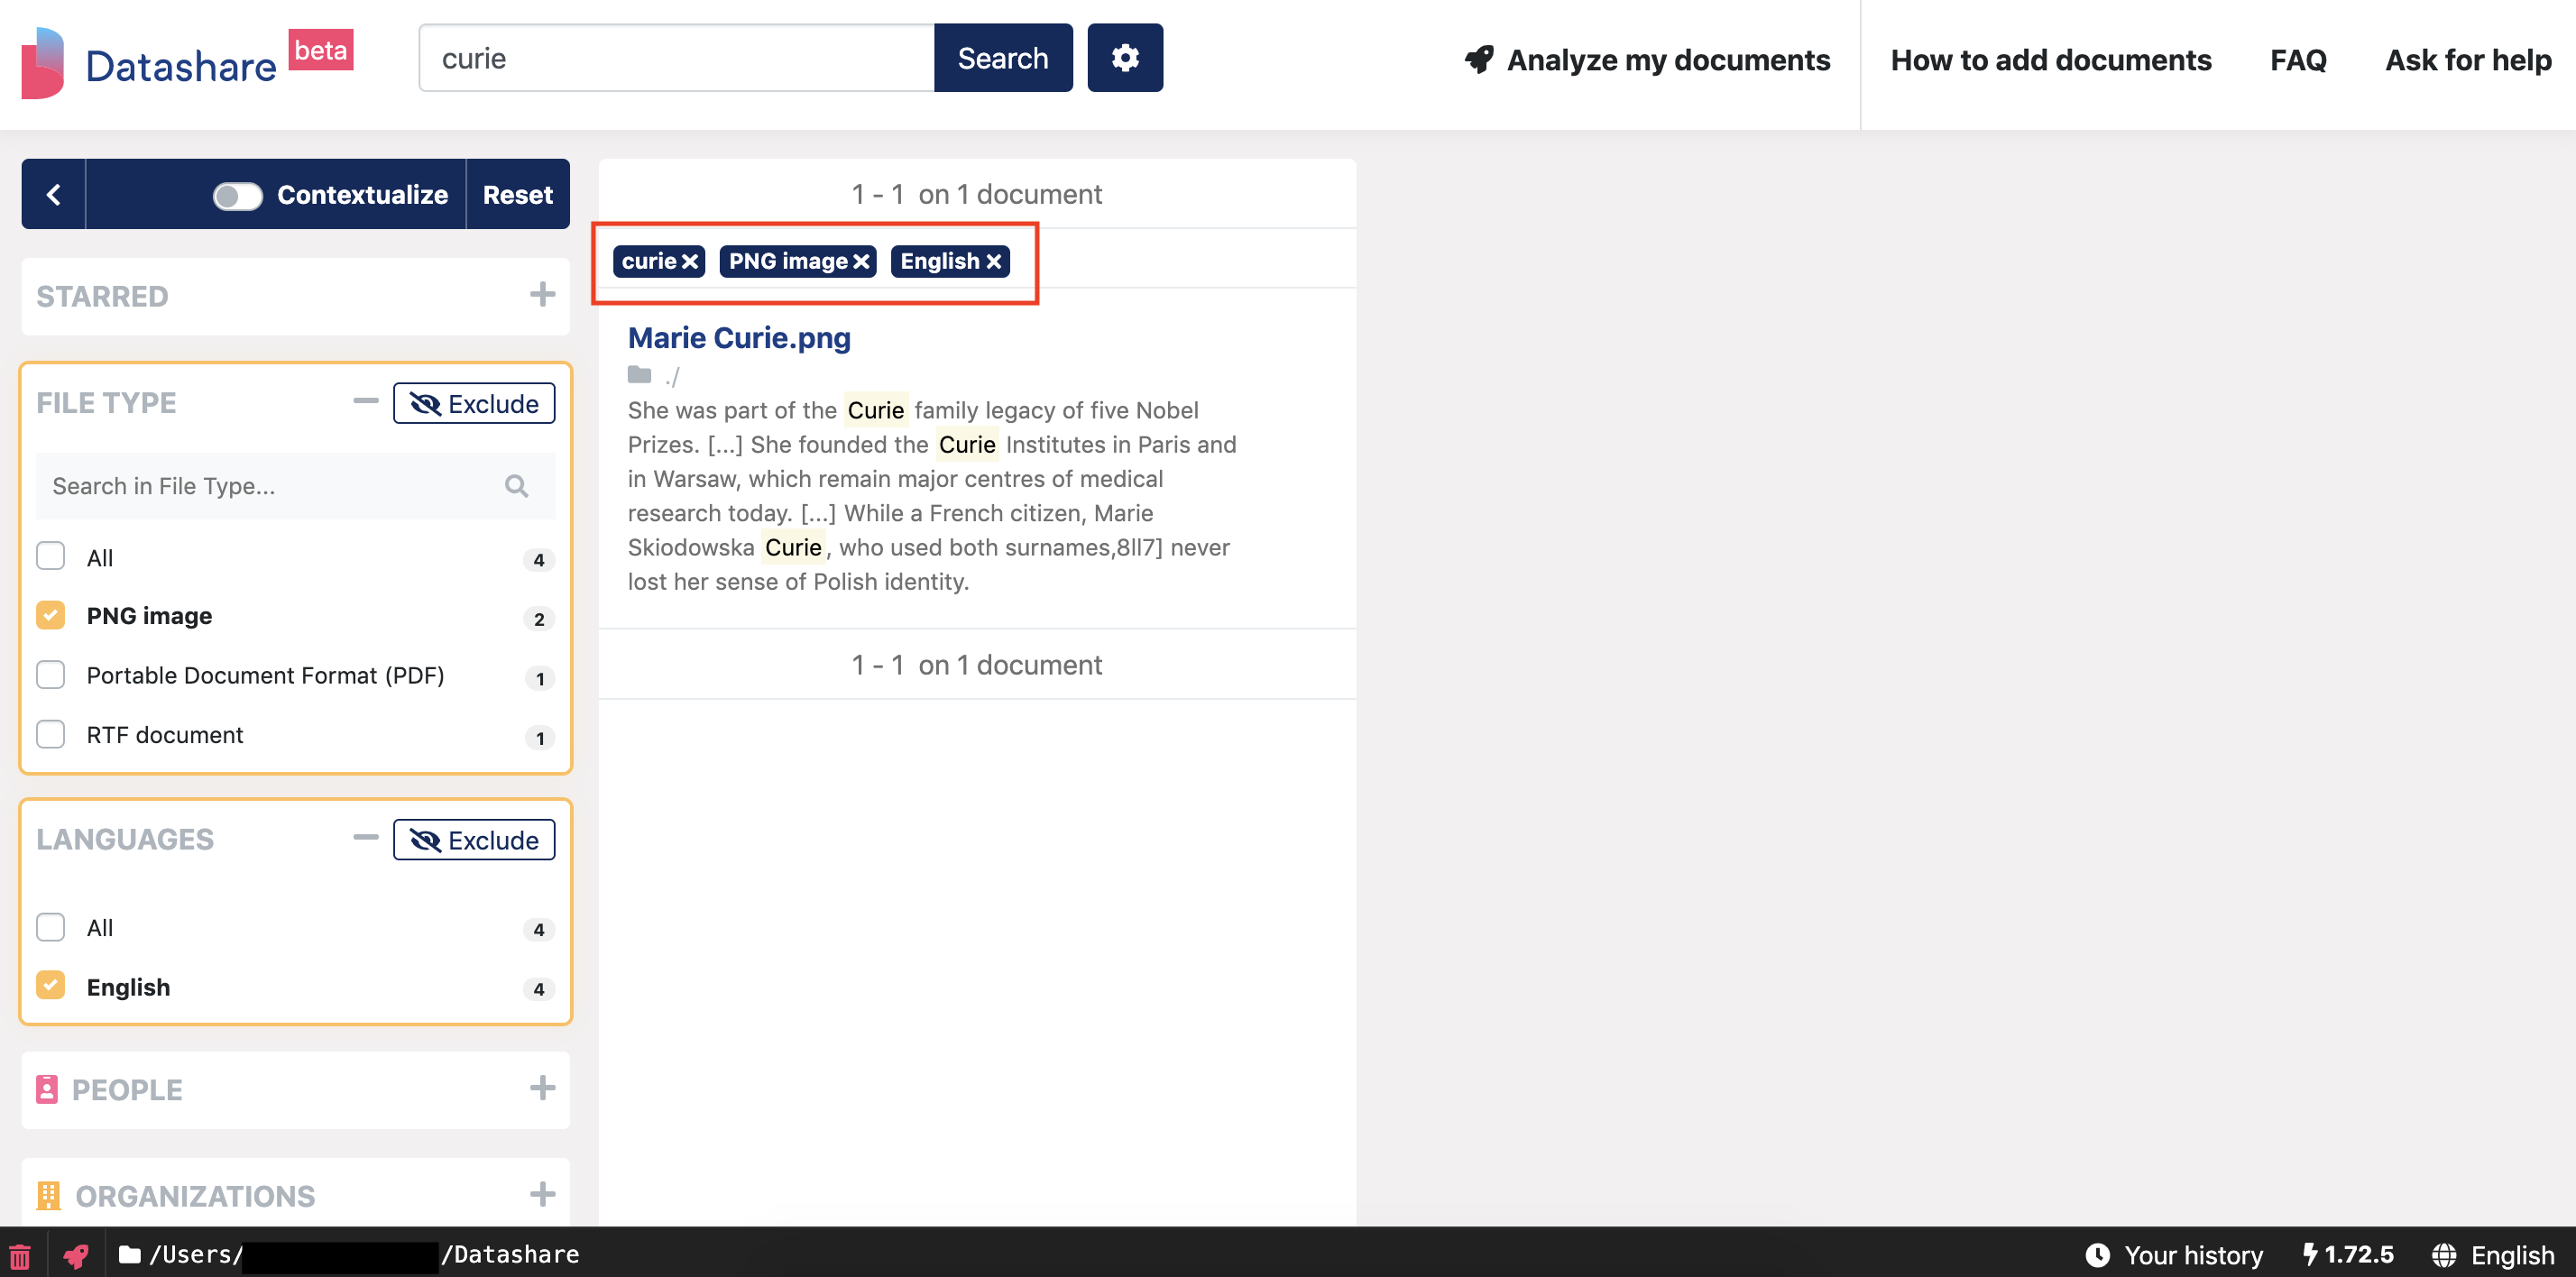 Datashare beta
curie
Search
Analyze my documents
How to add documents
FAQ
Ask for help
Contextualize
Reset
STARRED
FILE TYPE
Exclude
Search in File Type...
All 4
PNG image 2
Portable Document Format (PDF) 1
RTF document 1
LANGUAGES
Exclude
All 4
English 4
PEOPLE
ORGANIZATIONS
1 - 1 on 1 document
curie PNG image English
Marie Curie.png
./
She was part of the Curie family legacy of five Nobel
Prizes. [...] She founded the Curie Institutes in Paris and
in Warsaw, which remain major centres of medical
research today. [...] While a French citizen, Marie
Skiodowska Curie, who used both surnames,8ll7] never
lost her sense of Polish identity.
1 - 1 on 1 document
/Users/ /Datashare
Your history
1.72.5
English